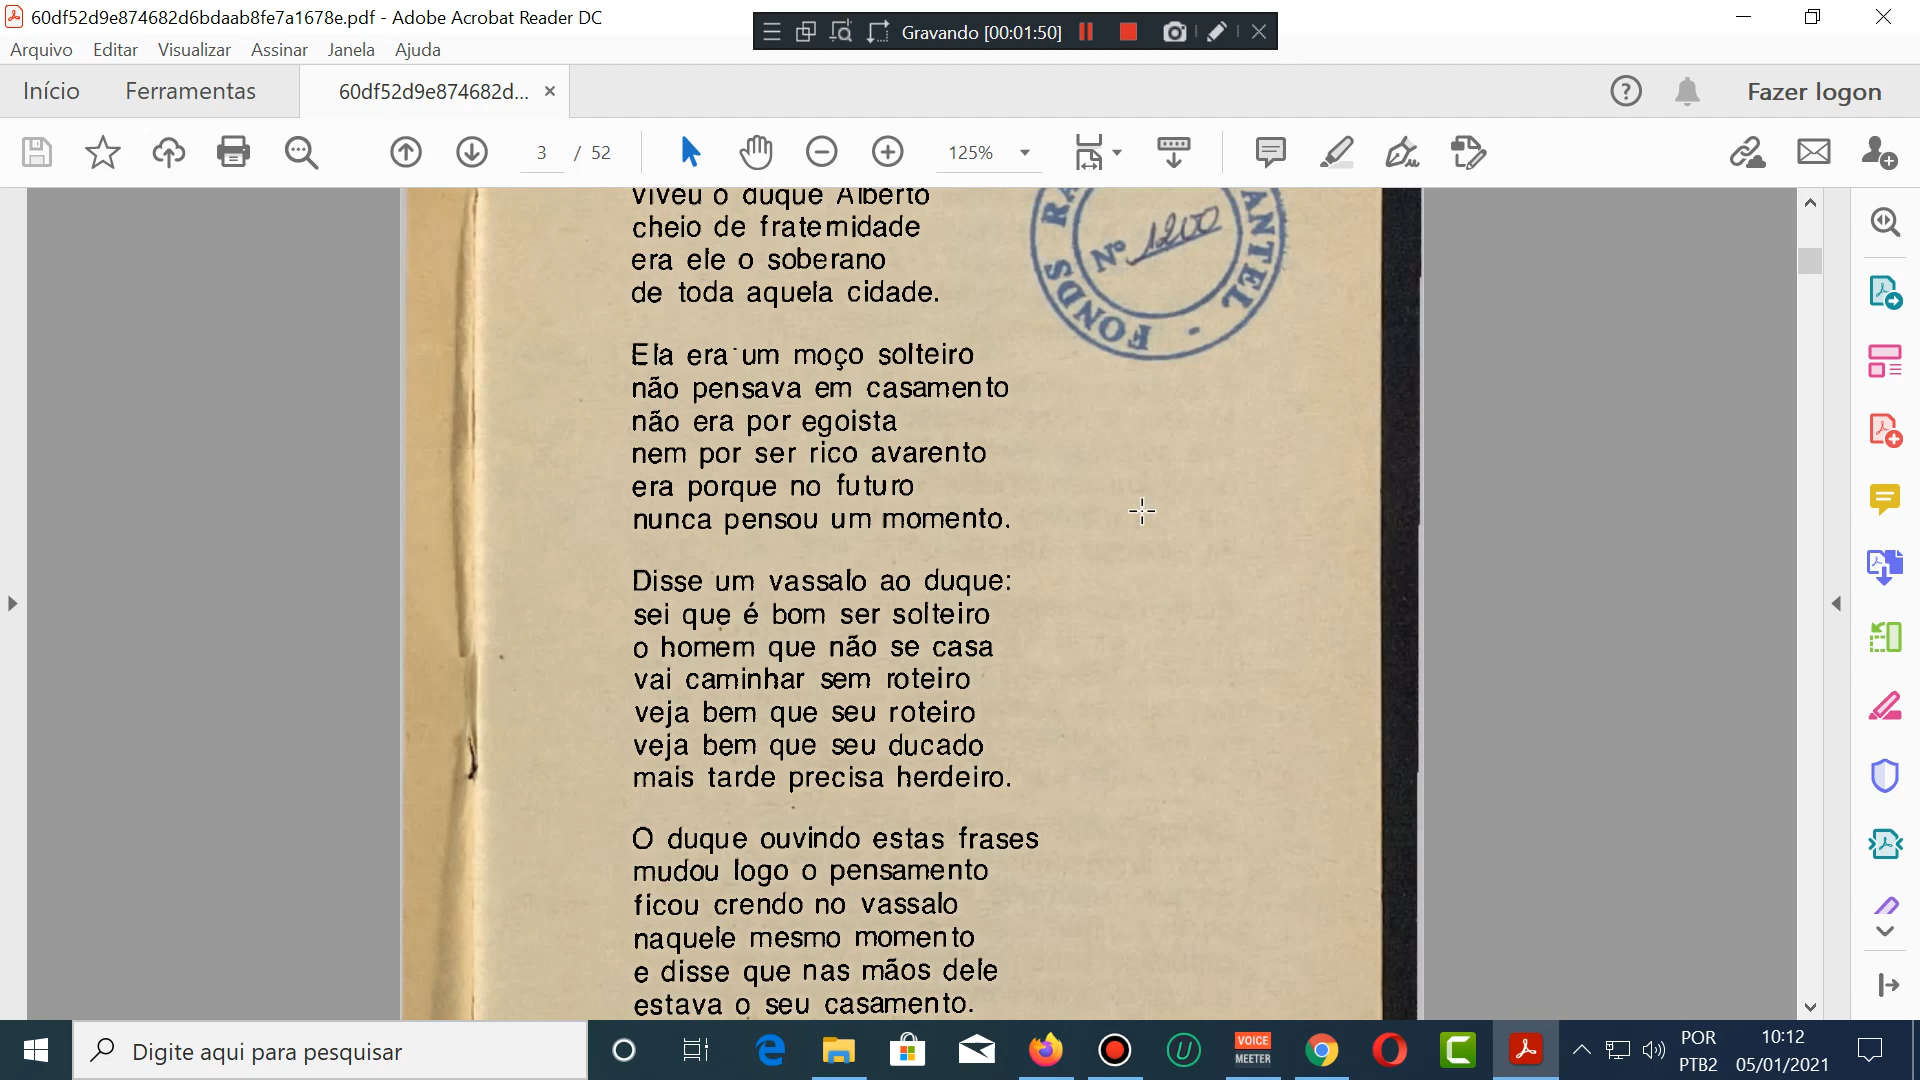 60df52d9e874682d6bdaab8fe7a1678e.pdf - Adobe Acrobat Reader DC
Gravando [00:01:50]
Arquivo Editar Visualizar Assinar Janela Ajuda
Início Ferramentas 60df52d9e874682d... Fazer logon
3 / 52 125%
viveu o duque Alberto
cheio de fraternidade
era ele o soberano
de toda aquela cidade.
FONDS RA ANTEL -
Nº 1200
Ela era um moço solteiro
não pensava em casamento
não era por egoista
nem por ser rico avarento
era porque no futuro
nunca pensou um momento.
Disse um vassalo ao duque:
sei que é bom ser solteiro
o homem que não se casa
vai caminhar sem roteiro
veja bem que seu roteiro
veja bem que seu ducado
mais tarde precisa herdeiro.
O duque ouvindo estas frases
mudou logo o pensamento
ficou crendo no vassalo
naquele mesmo momento
e disse que nas mãos dele
estava o seu casamento.
Digite aqui para pesquisar
VOICE
MEETER
POR
PTB2
10:12
05/01/2021